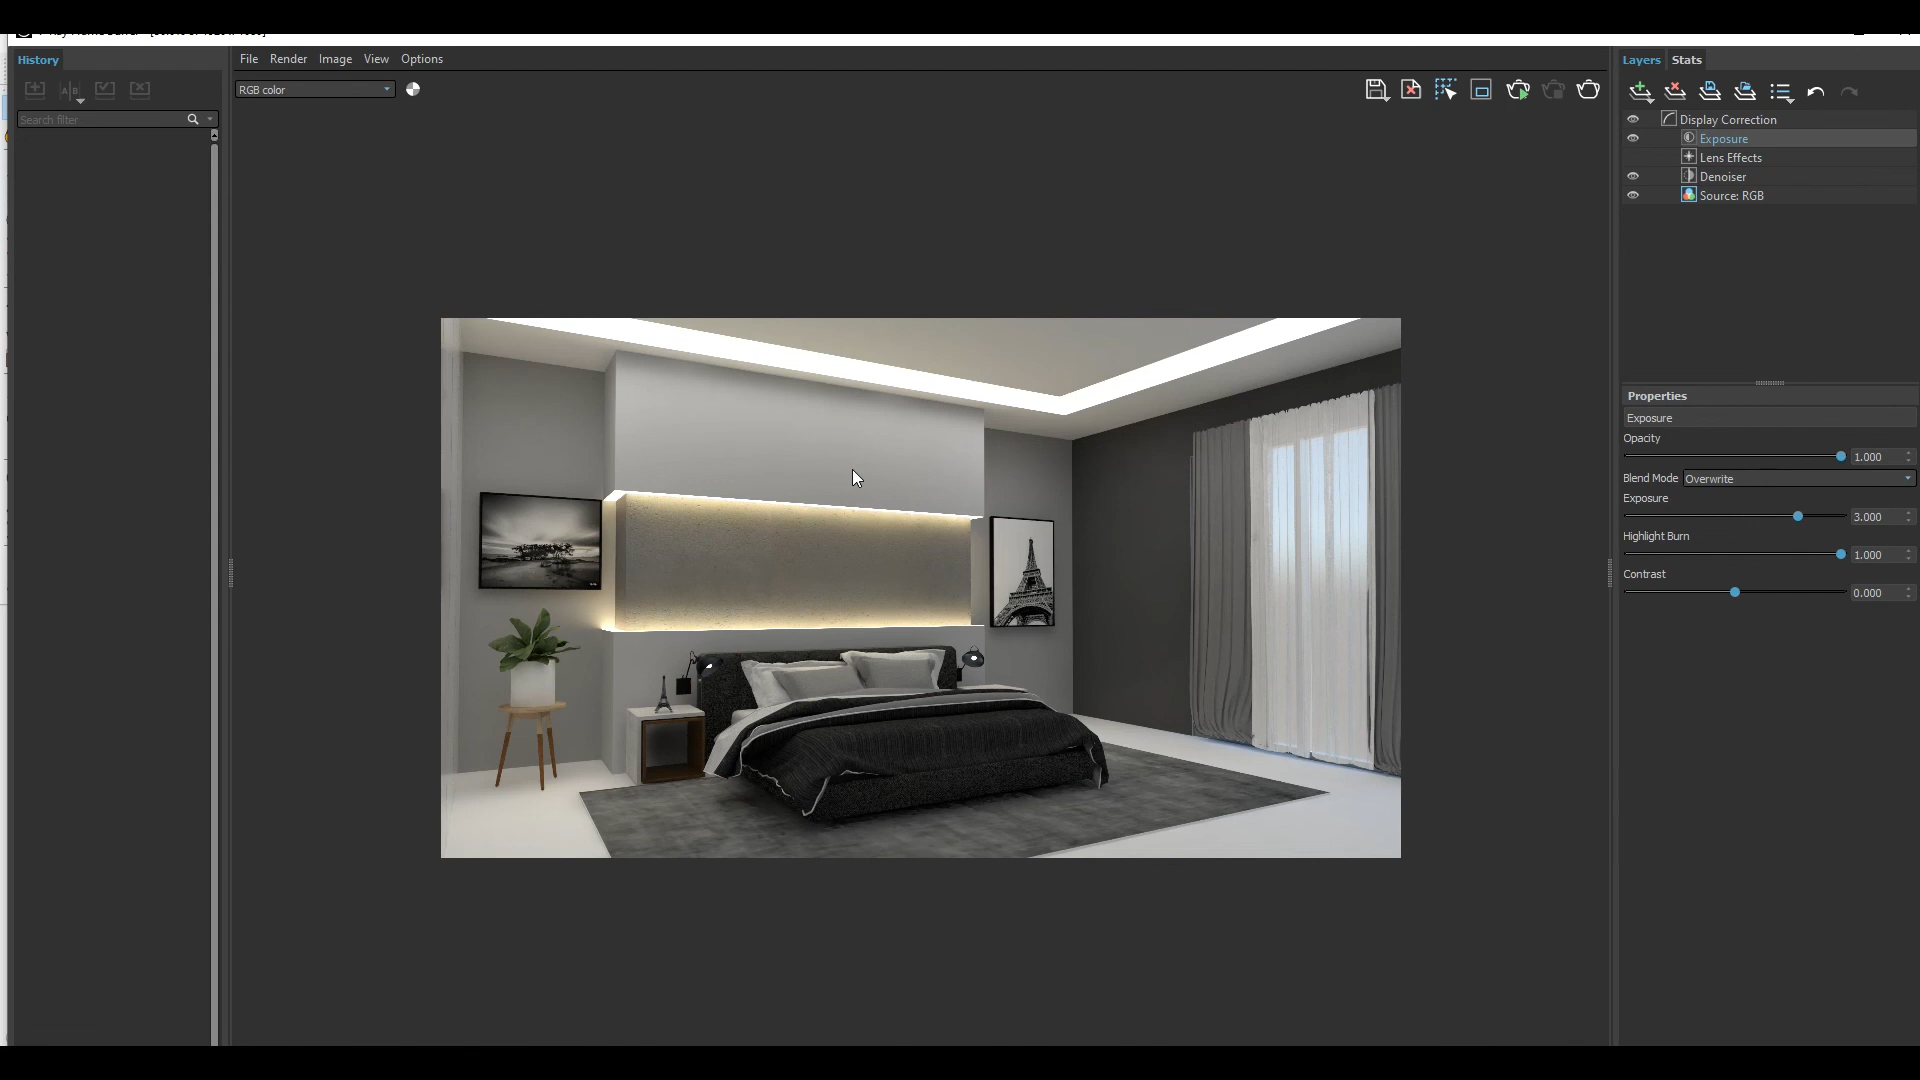 History
File Render Image View Options
Layers Stats
RGB color
Search filter
Display Correction
Exposure
Lens Effects
Denoiser
Source: RGB
Properties
Exposure
Opacity
1.000
Blend Mode Overwrite
Exposure
3.000
Highlight Burn
1.000
Contrast
0.000